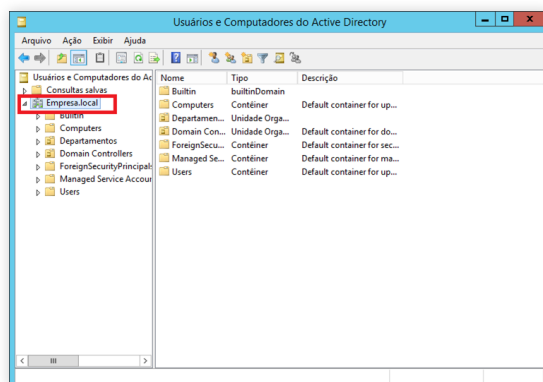 Usuários e Computadores do Active Directory
Arquivo Ação Exibir Ajuda
Usuários e Computadores do Ac
Consultas salvas
Empresa.local
Builtin
Computers
Departamentos
Domain Controllers
ForeignSecurityPrincipals
Managed Service Accour
Users
Nome Tipo Descrição
Builtin builtinDomain
Computers Contêiner Default container for up...
Departamen... Unidade Orga...
Domain Con... Unidade Orga... Default container for do...
ForeignSecu... Contêiner Default container for sec...
Managed Se... Contêiner Default container for ma...
Users Contêiner Default container for up...